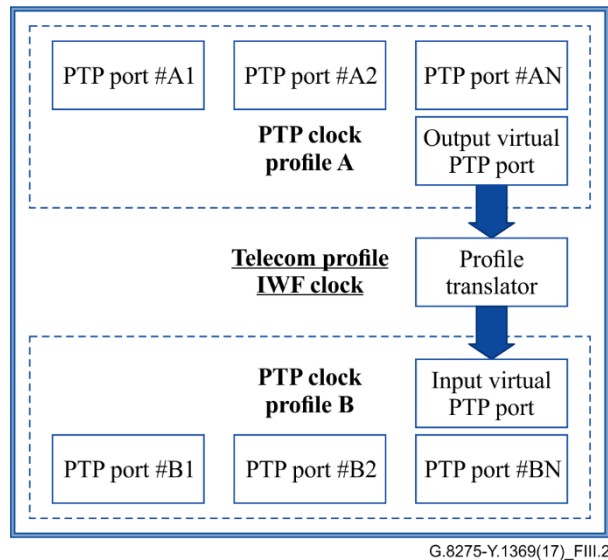 PTP port #A1
PTP port #A2
PTP port #AN
PTP clock
profile A
Output virtual
PTP port
Telecom profile
IWF clock
Profile
translator
PTP clock
profile B
Input virtual
PTP port
PTP port #B1
PTP port #B2
PTP port #BN
G.8275-Y.1369(17)_FIII.2